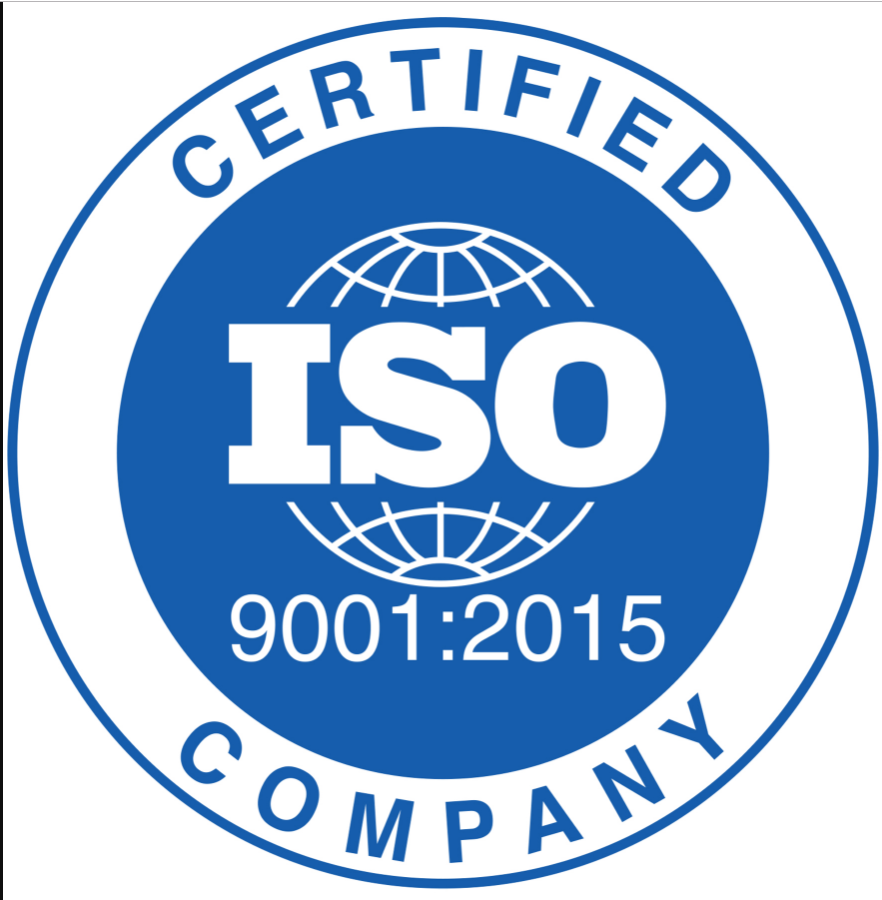 CERTIFIED
ISO
9001:2015
COMPANY